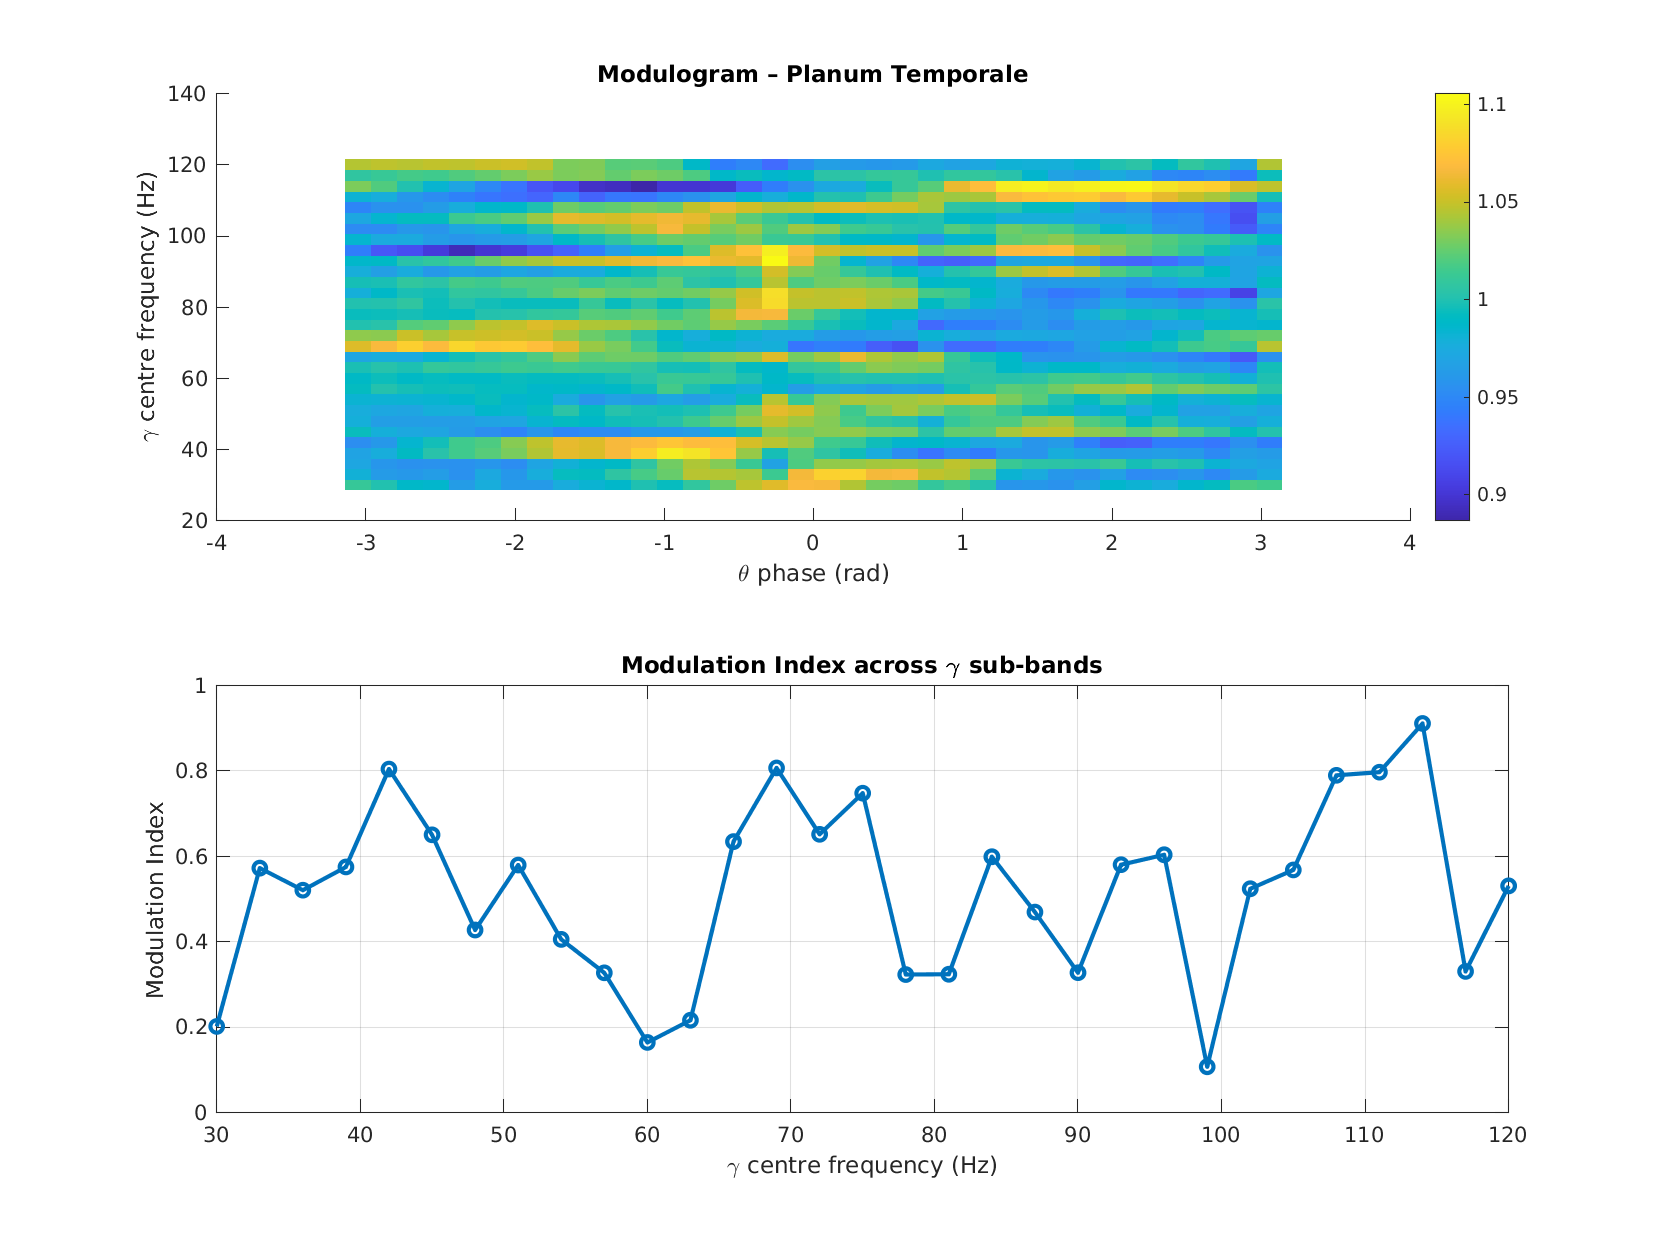 Modulogram – Planum Temporale
140
120
100
80
60
40
20
γ centre frequency (Hz)
-4 -3 -2 -1 0 1 2 3 4
θ phase (rad)
1.1
1.05
1
0.95
0.9
Modulation Index across γ sub-bands
1
0.8
0.6
0.4
0.2
0
Modulation Index
30 40 50 60 70 80 90 100 110 120
γ centre frequency (Hz)